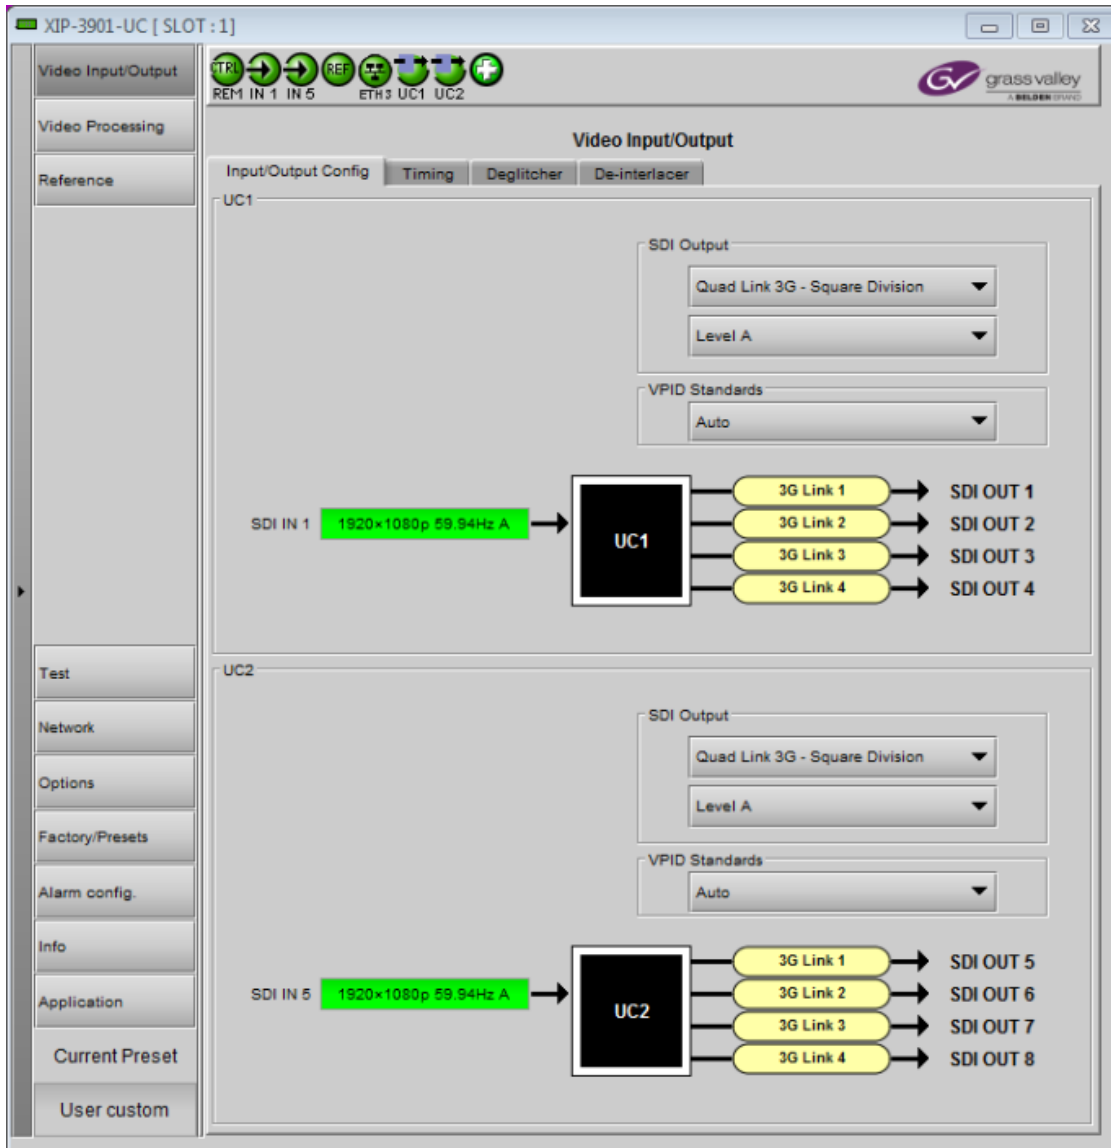 XIP-3901-UC [ SLOT : 1]
Video Input/Output
Video Processing
Reference
Test
Network
Options
Factory/Presets
Alarm config.
Info
Application
Current Preset
User custom
CTRL REF
REM IN 1 IN 5 ETH3 UC1 UC2
GV grass valley
A BELDEN BRAND
Video Input/Output
Input/Output Config Timing Deglitcher De-interlacer
UC1
SDI Output
Quad Link 3G - Square Division
Level A
VPID Standards
Auto
SDI IN 1 1920×1080p 59.94Hz A UC1
3G Link 1 SDI OUT 1
3G Link 2 SDI OUT 2
3G Link 3 SDI OUT 3
3G Link 4 SDI OUT 4
UC2
SDI Output
Quad Link 3G - Square Division
Level A
VPID Standards
Auto
SDI IN 5 1920×1080p 59.94Hz A UC2
3G Link 1 SDI OUT 5
3G Link 2 SDI OUT 6
3G Link 3 SDI OUT 7
3G Link 4 SDI OUT 8